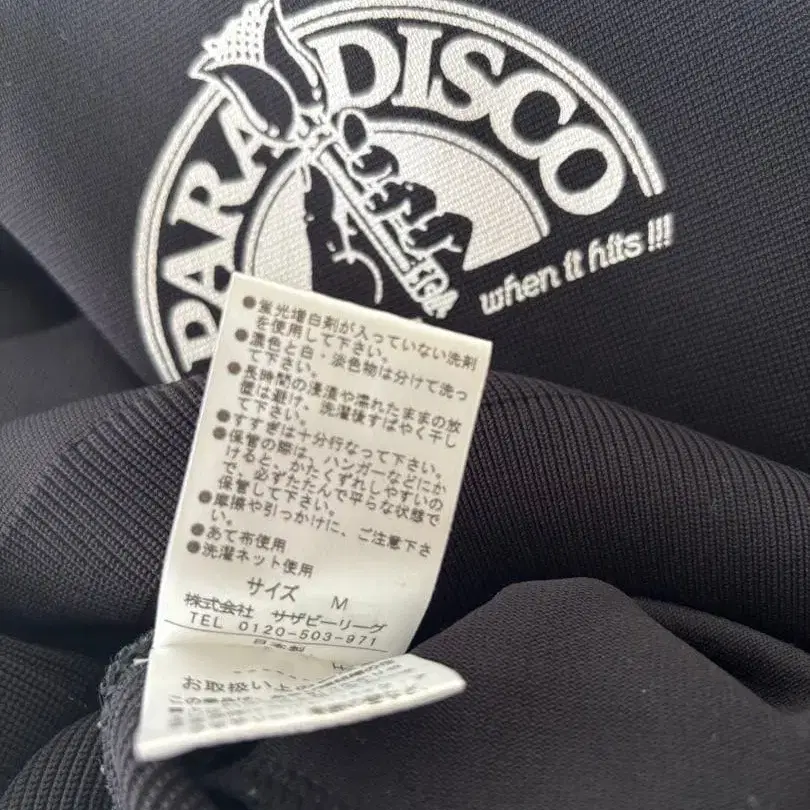 PARADISCO
when it hits !!!
●蛍光増白剤が入っていない洗剤
を使用して下さい。
●濃色と白・淡色物は分けて洗っ
て下さい。
●長時間の浸漬や濡れたままの放
値は避け、洗濯後すばやく干し
て下さい。
●すすぎは十分行なって下さい。
●保管の際は、ハンガーなどにか
けると、かたくずれしやすいの
で、必ずたたんで平らな状態で
保管して下さい。
●摩擦や引っかけに、ご注意下さ
い。
●あて布使用
●洗濯ネット使用
サイズ M
株式会社 サザビーリーグ
TEL 0120-503-971
お取扱い上